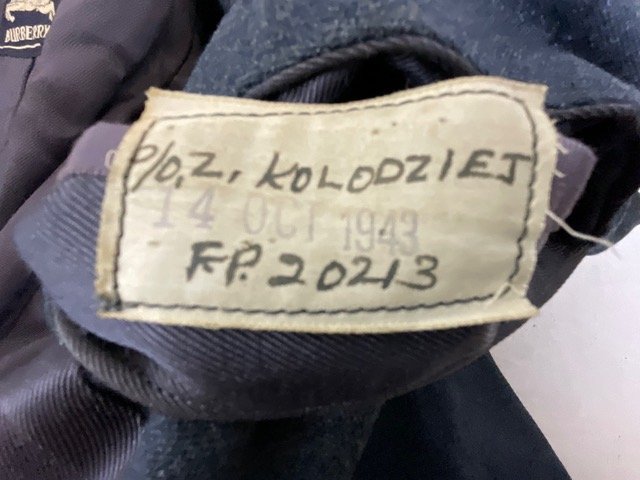 BURBERRY
P/O, Z. KOLODZIEJ
14 OCT 1943
F.P. 20213